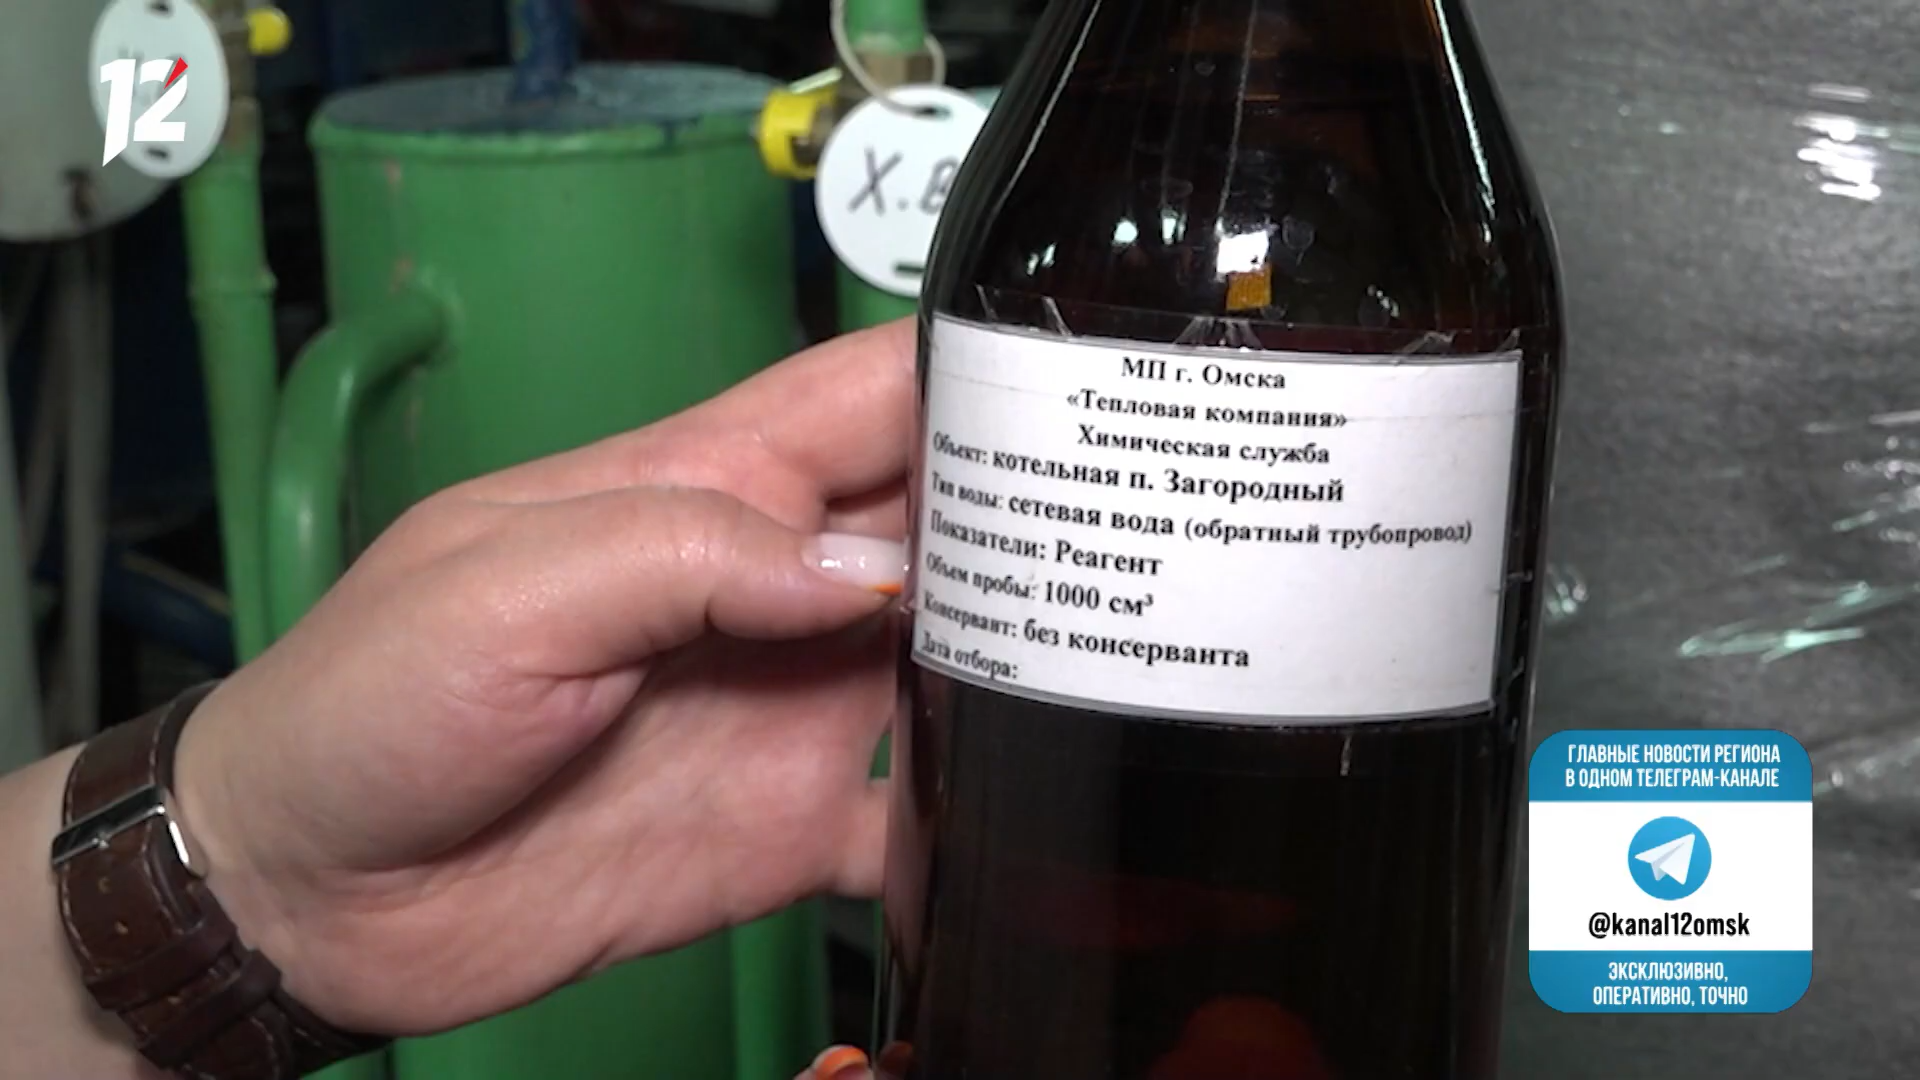 12
Х.В
МП г. Омска
«Тепловая компания»
Химическая служба
Объект: котельная п. Загородный
Тип воды: сетевая вода (обратный трубопровод)
Показатели: Реагент
Объем пробы: 1000 см³
Консервант: без консерванта
Дата отбора:
ГЛАВНЫЕ НОВОСТИ РЕГИОНА
В ОДНОМ ТЕЛЕГРАМ-КАНАЛЕ
@kanal12omsk
ЭКСКЛЮЗИВНО,
ОПЕРАТИВНО, ТОЧНО